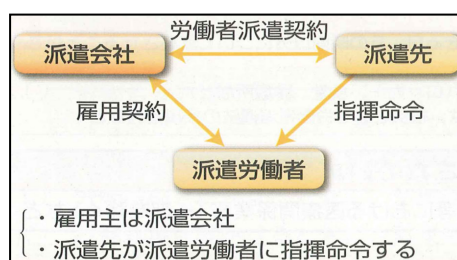 労働者派遣契約
派遣会社
派遣先
雇用契約
指揮命令
派遣労働者
・雇用主は派遣会社
・派遣先が派遣労働者に指揮命令する